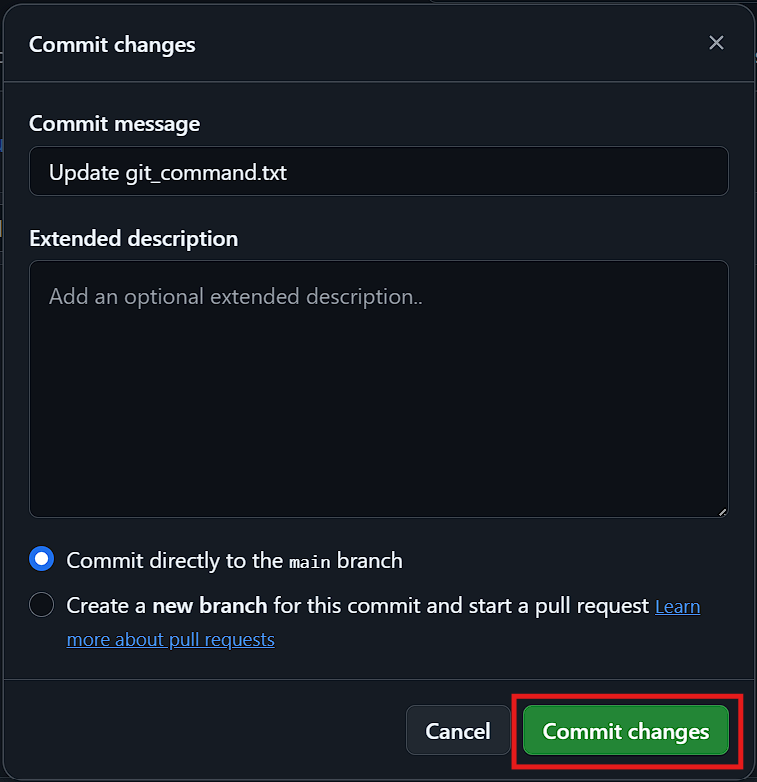 Commit changes
Commit message
Update git_command.txt
Extended description
Add an optional extended description..
Commit directly to the main branch
Create a new branch for this commit and start a pull request Learn
more about pull requests
Cancel
Commit changes